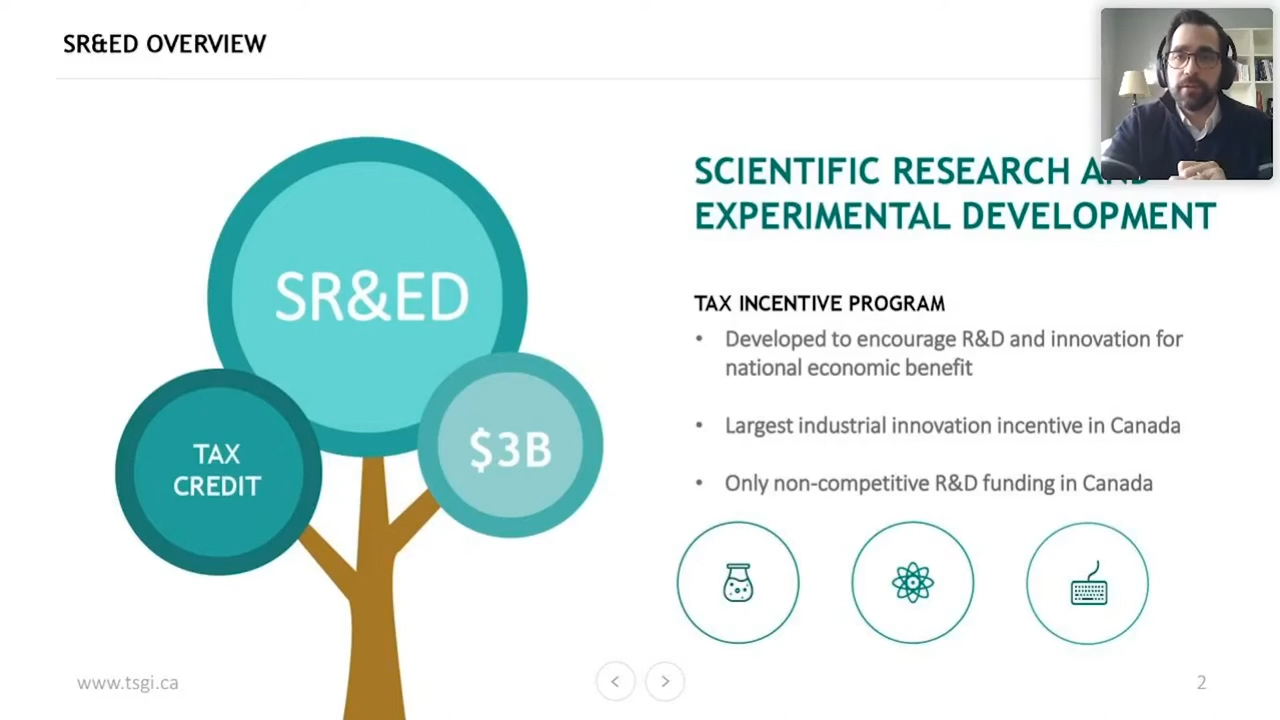 SR&ED OVERVIEW
SCIENTIFIC RESEARCH
EXPERIMENTAL DEVELOPMENT
SR&ED
TAX
CREDIT
$3B
TAX INCENTIVE PROGRAM
• Developed to encourage R&D and innovation for
national economic benefit
• Largest industrial innovation incentive in Canada
• Only non-competitive R&D funding in Canada
www.tsgi.ca
< >
2